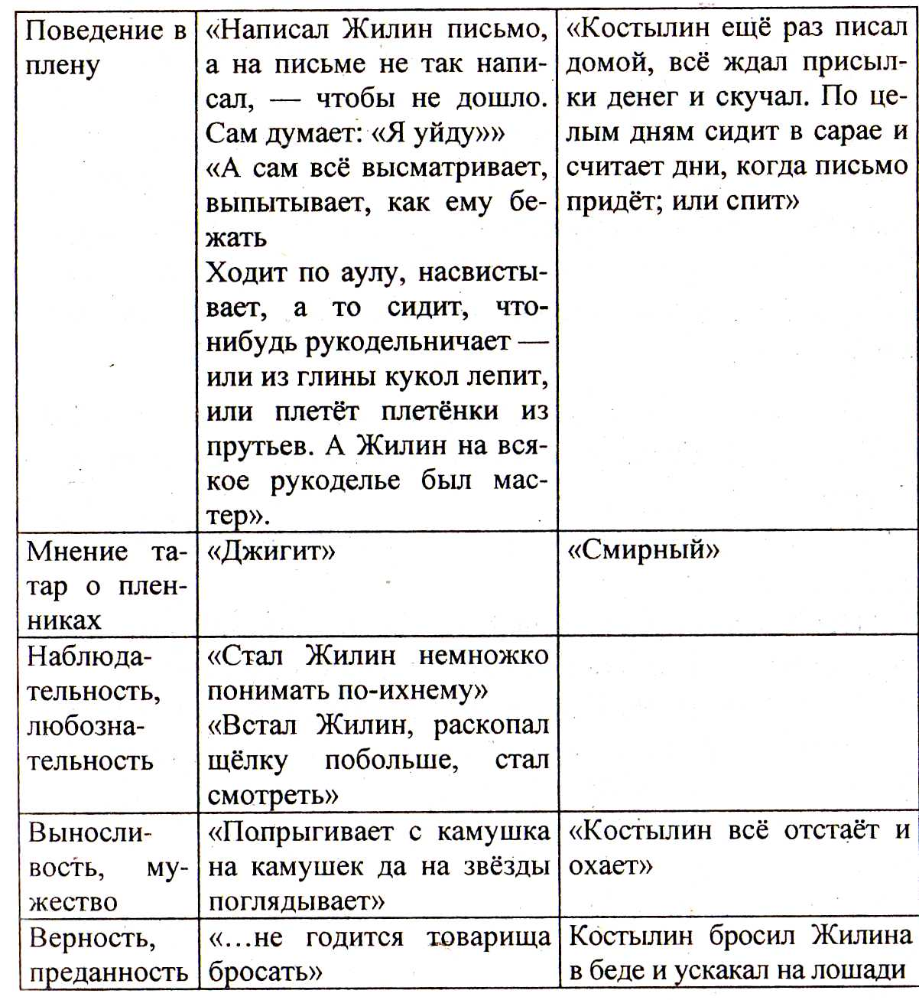 Поведение в
плену
«Написал Жилин письмо,
а на письме не так напи-
сал, — чтобы не дошло.
Сам думает: «Я уйду»»
«А сам всё высматривает,
выпытывает, как ему бе-
жать
Ходит по аулу, насвисты-
вает, а то сидит, что-
нибудь рукодельничает —
или из глины кукол лепит,
или плетёт плетёнки из
прутьев. А Жилин на вся-
кое рукоделье был мас-
тер».
«Костылин ещё раз писал
домой, всё ждал присыл-
ки денег и скучал. По це-
лым дням сидит в сарае и
считает дни, когда письмо
придёт; или спит»
Мнение та-
тар о плен-
никах
«Джигит»
«Смирный»
Наблюда-
тельность,
любозна-
тельность
«Стал Жилин немножко
понимать по-ихнему»
«Встал Жилин, раскопал
щёлку побольше, стал
смотреть»
Выносли-
вость, му-
жество
«Попрыгивает с камушка
на камушек да на звёзды
поглядывает»
«Костылин всё отстаёт и
охает»
Верность,
преданность
«...не годится товарища
бросать»
Костылин бросил Жилина
в беде и ускакал на лошади